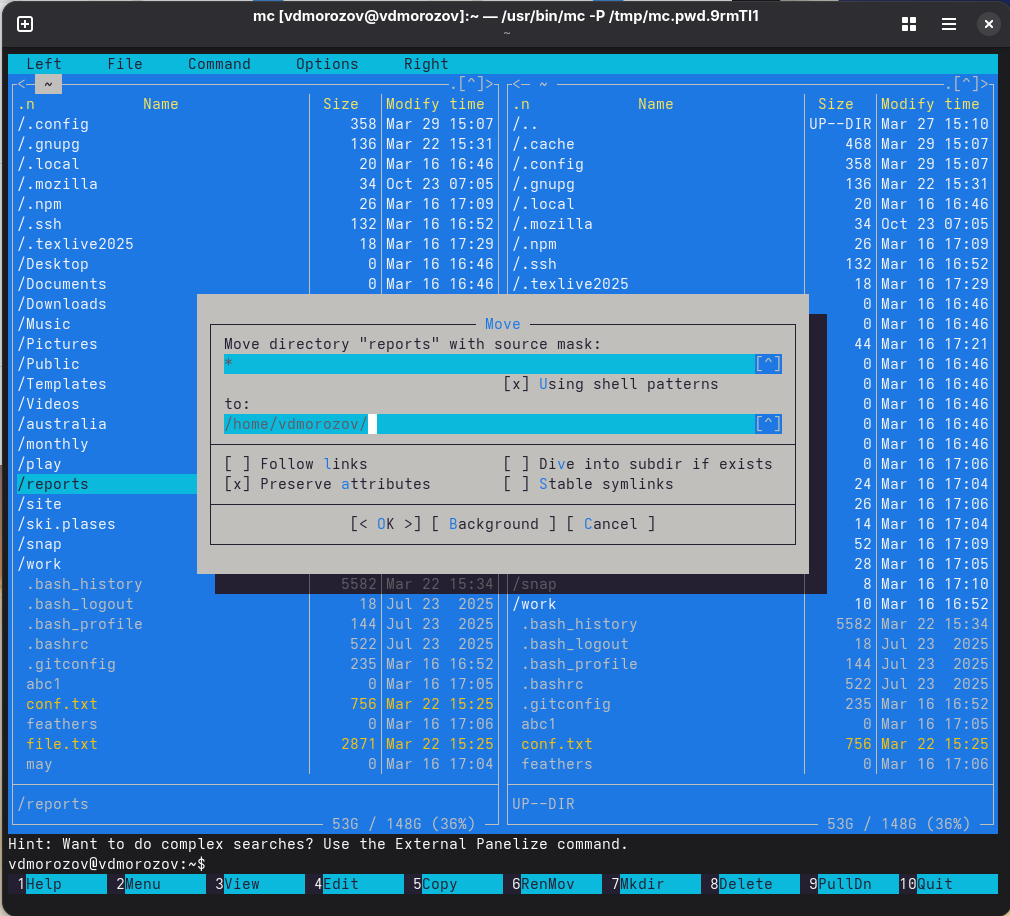 mc [vdmorozov@vdmorozov]:~ — /usr/bin/mc -P /tmp/mc.pwd.9rmTI1
~
Left File Command Options Right
<─ ~ .[^]> <─ ~ .[^]>
.n Name Size Modify time .n Name Size Modify time
/.config 358 Mar 29 15:07 /.. UP--DIR Mar 27 15:10
/.gnupg 136 Mar 22 15:31 /.cache 468 Mar 29 15:07
/.local 20 Mar 16 16:46 /.config 358 Mar 29 15:07
/.mozilla 34 Oct 23 07:05 /.gnupg 136 Mar 22 15:31
/.npm 26 Mar 16 17:09 /.local 20 Mar 16 16:46
/.ssh 132 Mar 16 16:52 /.mozilla 34 Oct 23 07:05
/.texlive2025 18 Mar 16 17:29 /.npm 26 Mar 16 17:09
/Desktop 0 Mar 16 16:46 /.ssh 132 Mar 16 16:52
/Documents 0 Mar 16 16:46 /.texlive2025 18 Mar 16 17:29
/Downloads 0 Mar 16 16:46
/Music Move 0 Mar 16 16:46
/Pictures Move directory "reports" with source mask: 44 Mar 16 17:21
/Public * [^] 0 Mar 16 16:46
/Templates [x] Using shell patterns 0 Mar 16 16:46
/Videos to: 0 Mar 16 16:46
/australia /home/vdmorozov/ [^] 0 Mar 16 16:46
/monthly 0 Mar 16 16:46
/play [ ] Follow links [ ] Dive into subdir if exists 0 Mar 16 17:06
/reports [x] Preserve attributes [ ] Stable symlinks 24 Mar 16 17:04
/site 26 Mar 16 17:06
/ski.plases [< OK >] [ Background ] [ Cancel ] 14 Mar 16 17:04
/snap 52 Mar 16 17:09
/work 28 Mar 16 17:05
.bash_history 5582 Mar 22 15:34 /snap 8 Mar 16 17:10
.bash_logout 18 Jul 23 2025 /work 10 Mar 16 16:52
.bash_profile 144 Jul 23 2025 .bash_history 5582 Mar 22 15:34
.bashrc 522 Jul 23 2025 .bash_logout 18 Jul 23 2025
.gitconfig 235 Mar 16 16:52 .bash_profile 144 Jul 23 2025
abc1 0 Mar 16 17:05 .bashrc 522 Jul 23 2025
conf.txt 756 Mar 22 15:25 .gitconfig 235 Mar 16 16:52
feathers 0 Mar 16 17:06 abc1 0 Mar 16 17:05
file.txt 2871 Mar 22 15:25 conf.txt 756 Mar 22 15:25
may 0 Mar 16 17:04 feathers 0 Mar 16 17:06
/reports UP--DIR
53G / 148G (36%) 53G / 148G (36%)
Hint: Want to do complex searches? Use the External Panelize command.
vdmorozov@vdmorozov:~$
1Help 2Menu 3View 4Edit 5Copy 6RenMov 7Mkdir 8Delete 9PullDn 10Quit